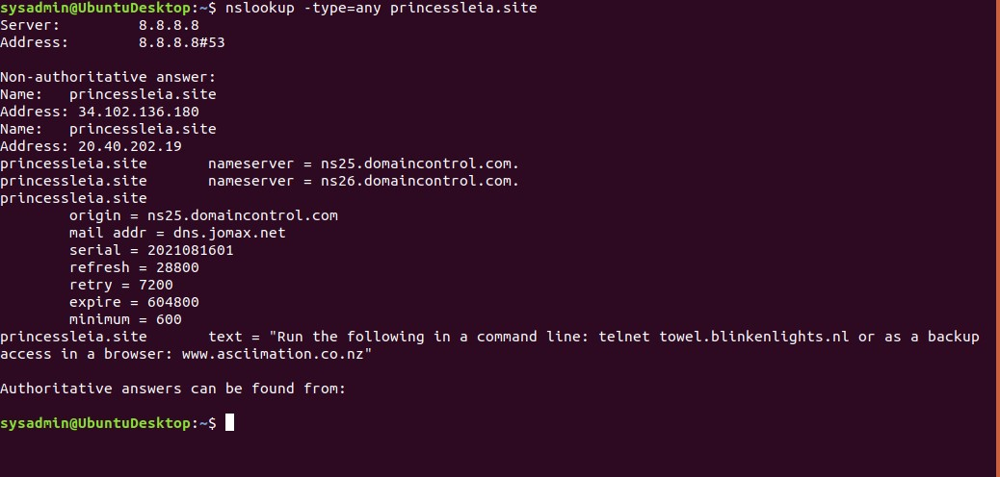 sysadmin@UbuntuDesktop:~$ nslookup -type=any princessleia.site
Server:         8.8.8.8
Address:        8.8.8.8#53

Non-authoritative answer:
Name:   princessleia.site
Address: 34.102.136.180
Name:   princessleia.site
Address: 20.40.202.19
princessleia.site       nameserver = ns25.domaincontrol.com.
princessleia.site       nameserver = ns26.domaincontrol.com.
princessleia.site
        origin = ns25.domaincontrol.com
        mail addr = dns.jomax.net
        serial = 2021081601
        refresh = 28800
        retry = 7200
        expire = 604800
        minimum = 600
princessleia.site       text = "Run the following in a command line: telnet towel.blinkenlights.nl or as a backup
access in a browser: www.asciimation.co.nz"

Authoritative answers can be found from:

sysadmin@UbuntuDesktop:~$